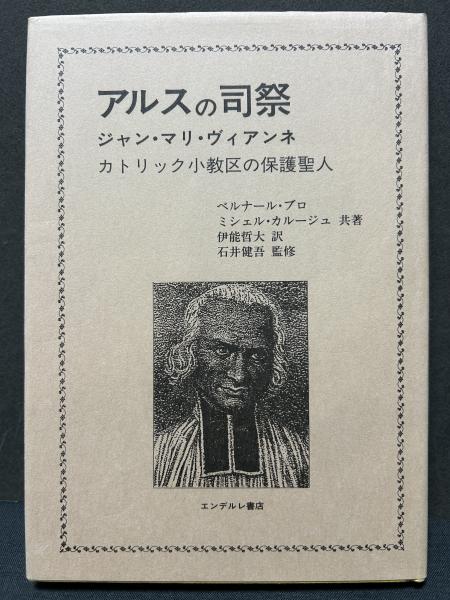 アルスの司祭
ジャン・マリ・ヴィアンネ
カトリック小教区の保護聖人
ベルナール・ブロ
ミシェル・カルージュ 共著
伊能哲大 訳
石井健吾 監修
エンデルレ書店